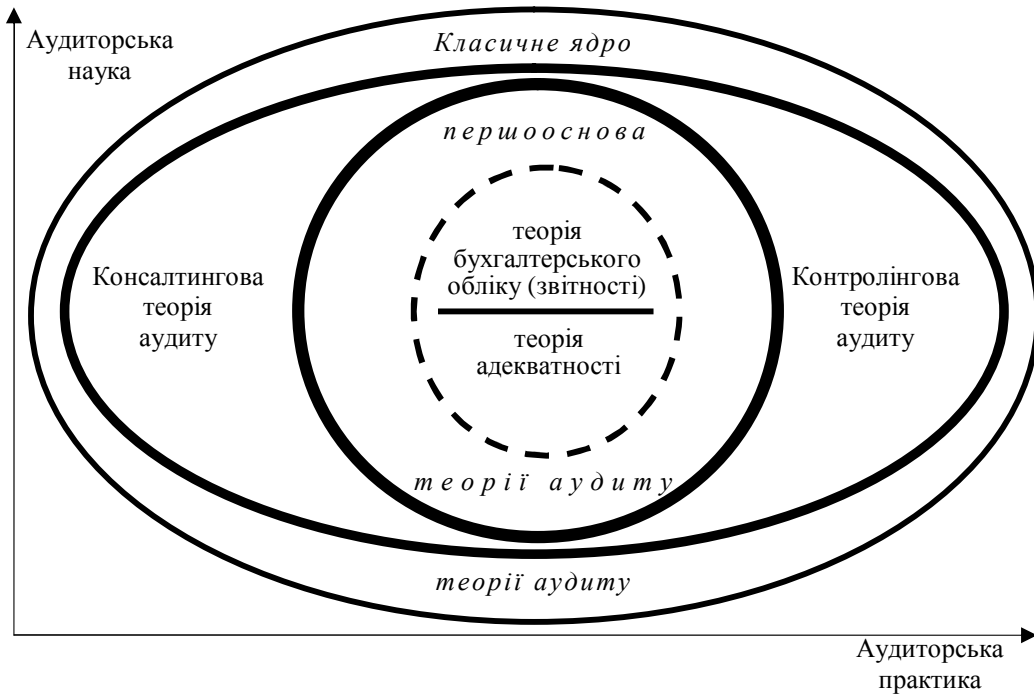 Аудиторська
наука
Класичне ядро
першооснова
теорія
бухгалтерського
обліку (звітності)
теорія
адекватності
Консалтингова
теорія
аудиту
Контролінгова
теорія
аудиту
теорії аудиту
теорії аудиту
Аудиторська
практика